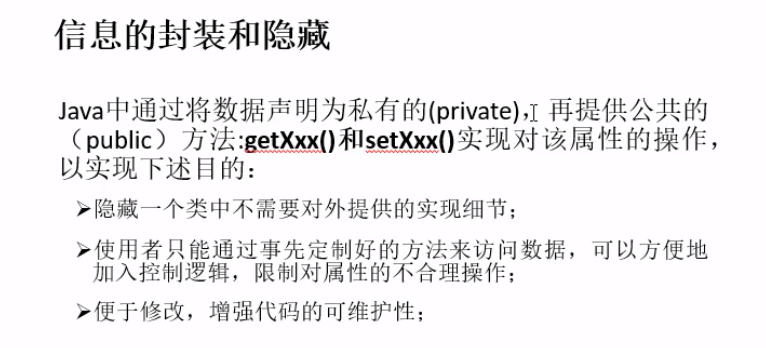 信息的封装和隐藏
Java中通过将数据声明为私有的(private)，再提供公共的
（public）方法:getXxx()和setXxx()实现对该属性的操作，
以实现下述目的：
➢隐藏一个类中不需要对外提供的实现细节；
➢使用者只能通过事先定制好的方法来访问数据，可以方便地
加入控制逻辑，限制对属性的不合理操作；
➢便于修改，增强代码的可维护性；